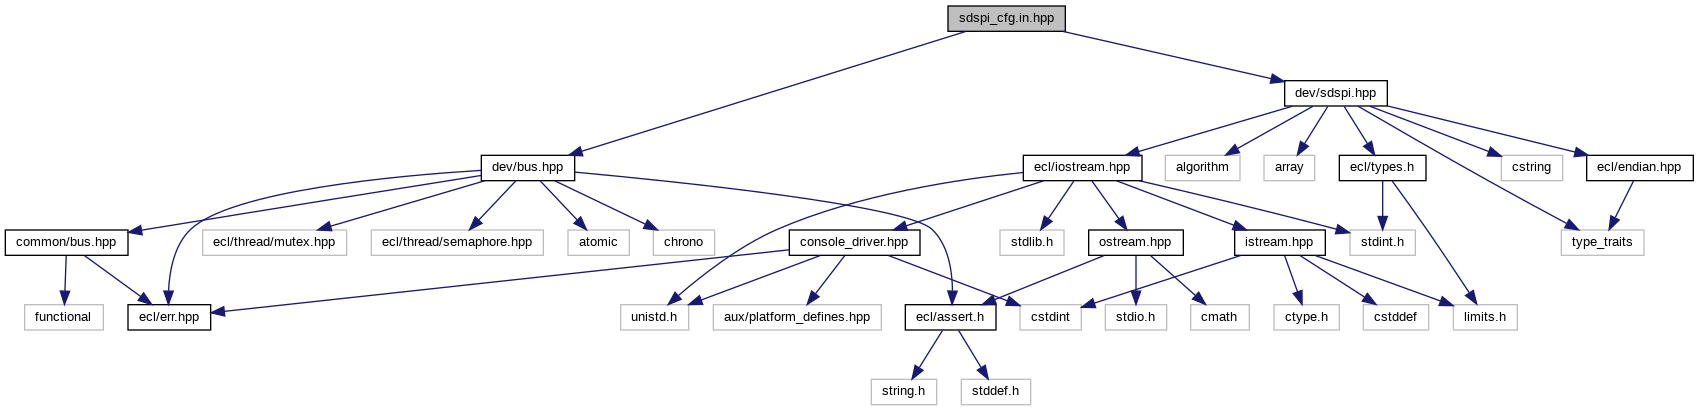 sdspi_cfg.in.hpp
dev/sdspi.hpp
dev/bus.hpp
ecl/iostream.hpp
algorithm
array
ecl/types.h
cstring
ecl/endian.hpp
common/bus.hpp
ecl/thread/mutex.hpp
ecl/thread/semaphore.hpp
atomic
chrono
console_driver.hpp
stdlib.h
ostream.hpp
istream.hpp
stdint.h
type_traits
functional
ecl/err.hpp
unistd.h
aux/platform_defines.hpp
ecl/assert.h
cstdint
stdio.h
cmath
ctype.h
cstddef
limits.h
string.h
stddef.h